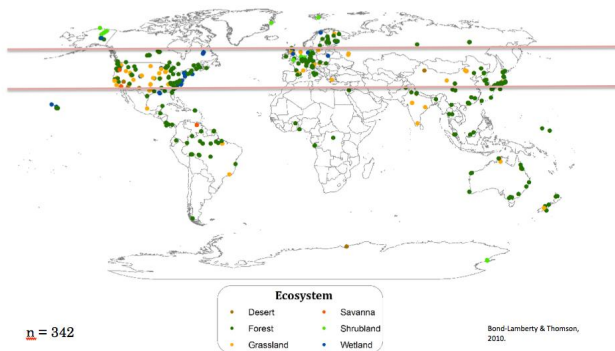 Ecosystem
Desert
Savanna
Forest
Shrubland
Grassland
Wetland
n = 342
Bond-Lamberty & Thomson,
2010.